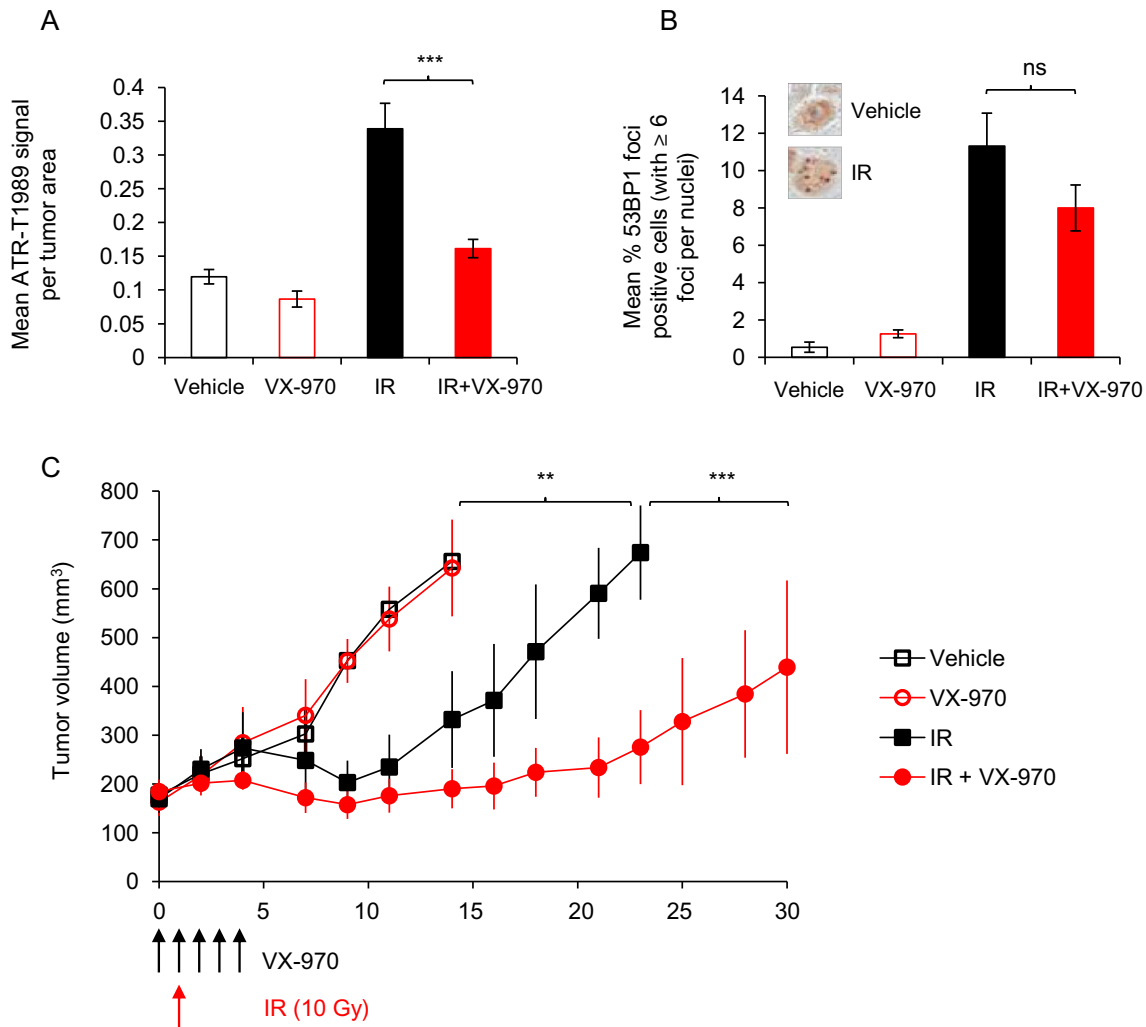 A
Mean ATR-T1989 signal
per tumor area
0.4
0.35
0.3
0.25
0.2
0.15
0.1
0.05
0
***
Vehicle VX-970 IR IR+VX-970
B
Mean % 53BP1 foci
positive cells (with ≥ 6
foci per nuclei)
14
12
10
8
6
4
2
0
Vehicle
IR
ns
Vehicle VX-970 IR IR+VX-970
C
Tumor volume (mm³)
800
700
600
500
400
300
200
100
0
** ***
0 5 10 15 20 25 30
VX-970
IR (10 Gy)
Vehicle
VX-970
IR
IR + VX-970